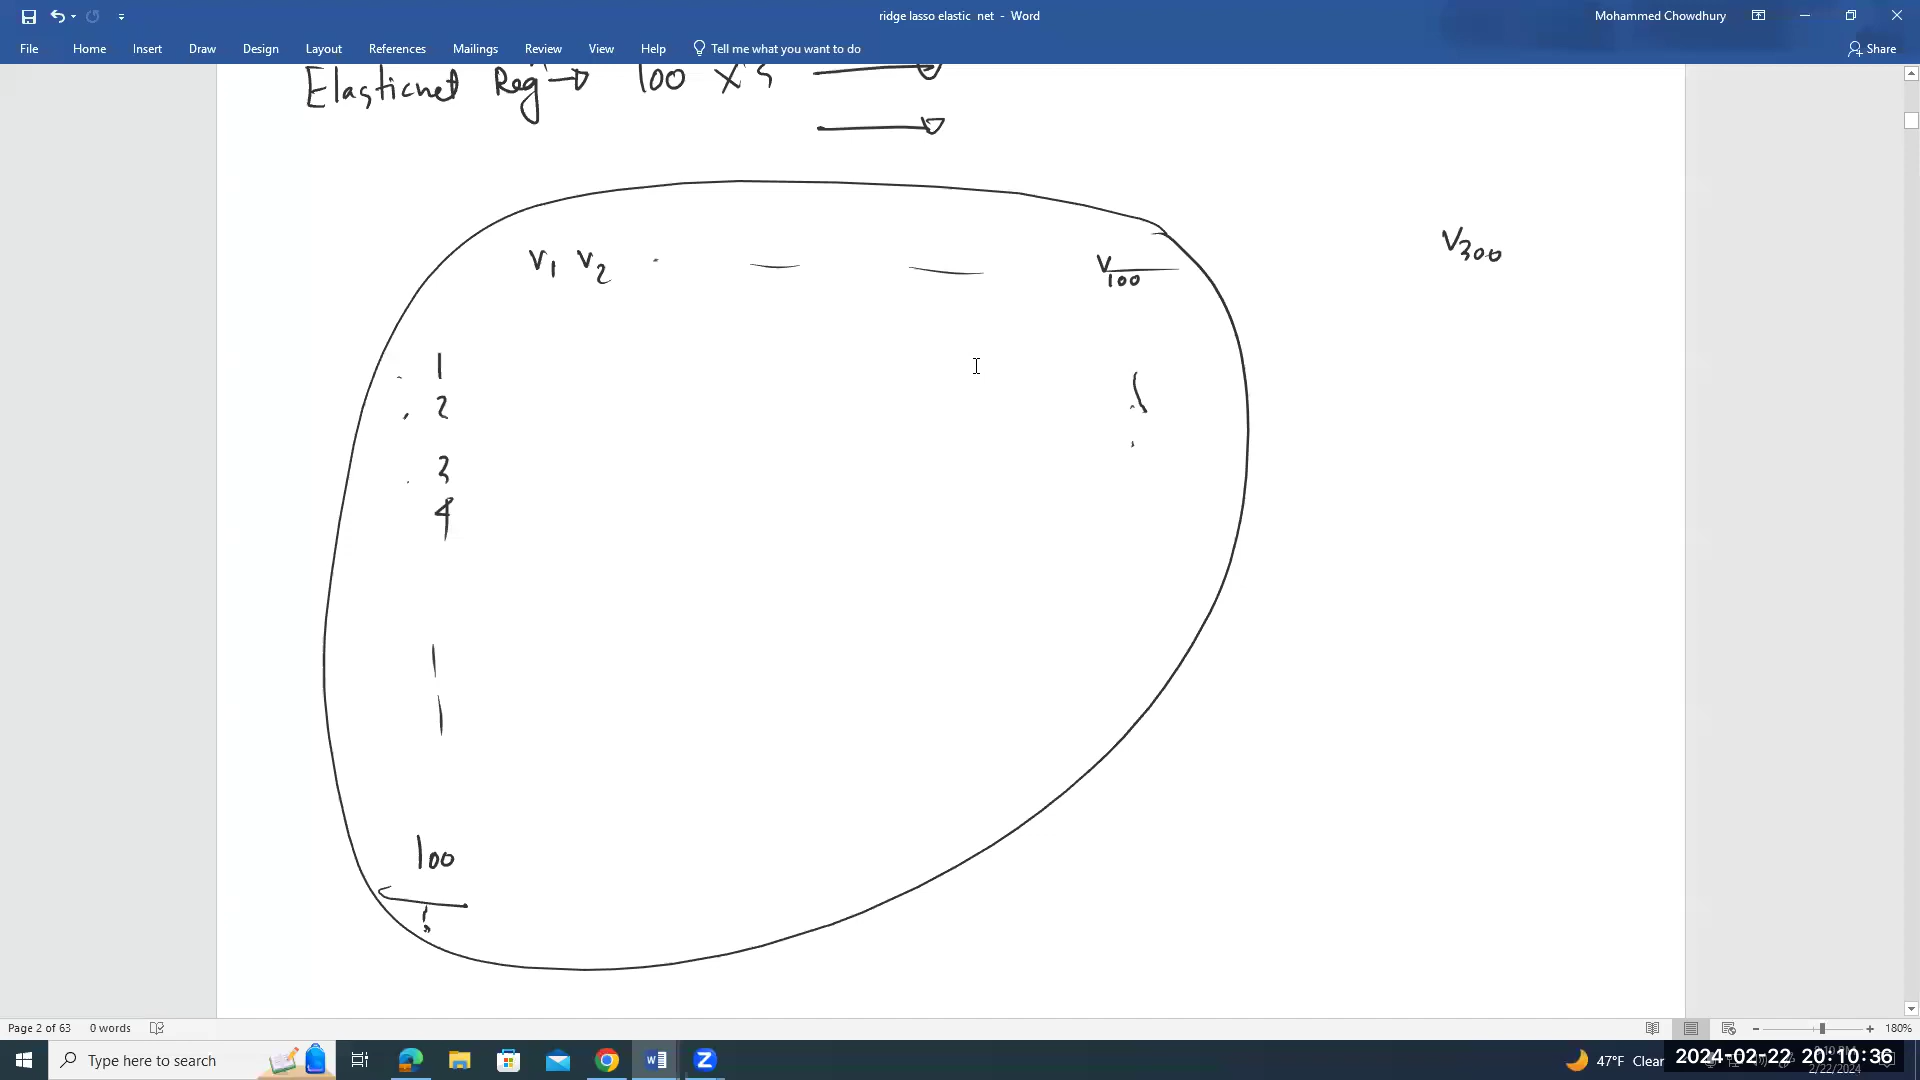 ridge lasso elastic net - Word
Mohammed Chowdhury
File Home Insert Draw Design Layout References Mailings Review View Help Tell me what you want to do Share
Elasticnet Reg 100 X's
V1 V2 V100 V300
1
2
3
4
100
Page 2 of 63 0 words 180%
Type here to search 47°F Clear 2024-02-22 20:10:36
2/22/2024